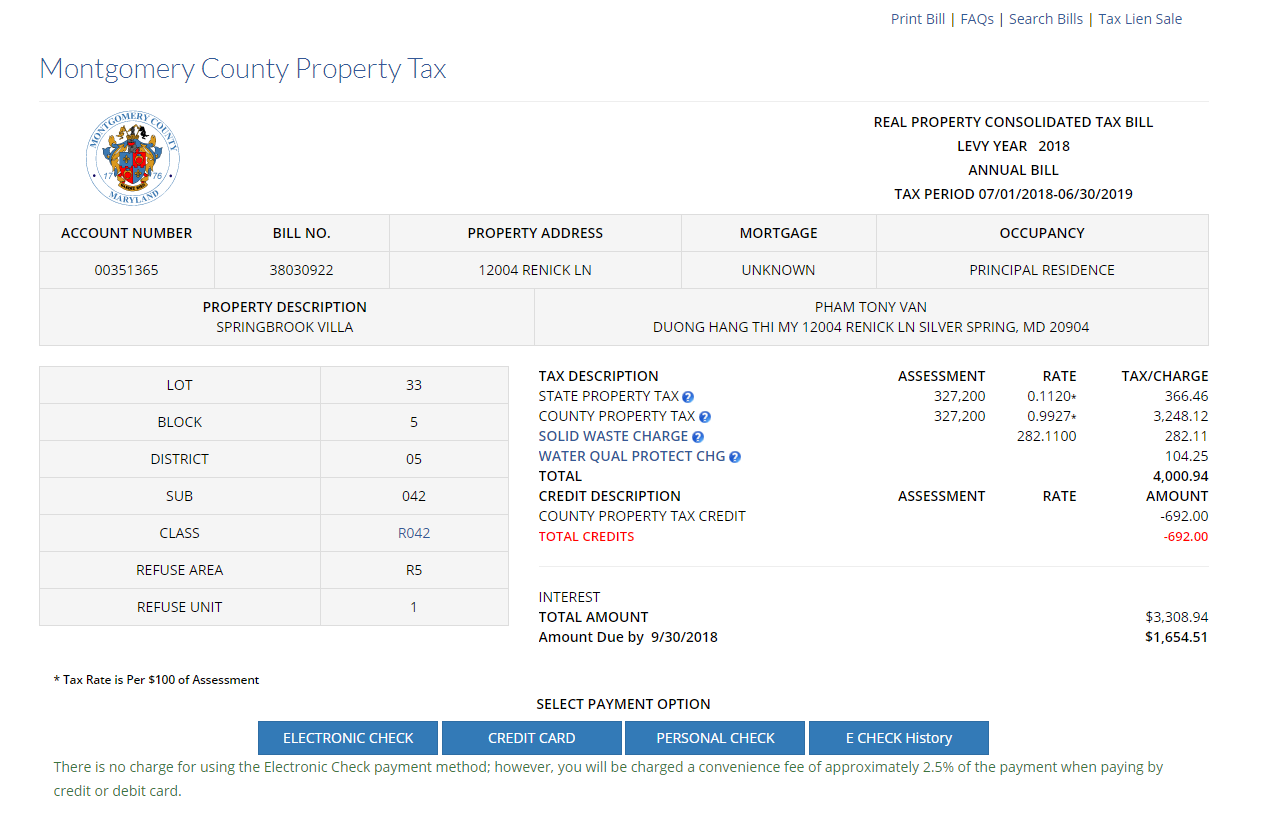 Print Bill | FAQs | Search Bills | Tax Lien Sale
Montgomery County Property Tax
MONTGOMERY COUNTY
17 76
MARYLAND
REAL PROPERTY CONSOLIDATED TAX BILL
LEVY YEAR 2018
ANNUAL BILL
TAX PERIOD 07/01/2018-06/30/2019
ACCOUNT NUMBER BILL NO. PROPERTY ADDRESS MORTGAGE OCCUPANCY
00351365 38030922 12004 RENICK LN UNKNOWN PRINCIPAL RESIDENCE
PROPERTY DESCRIPTION
SPRINGBROOK VILLA
PHAM TONY VAN
DUONG HANG THI MY 12004 RENICK LN SILVER SPRING, MD 20904
LOT 33
BLOCK 5
DISTRICT 05
SUB 042
CLASS R042
REFUSE AREA R5
REFUSE UNIT 1
TAX DESCRIPTION ASSESSMENT RATE TAX/CHARGE
STATE PROPERTY TAX ? 327,200 0.1120* 366.46
COUNTY PROPERTY TAX ? 327,200 0.9927* 3,248.12
SOLID WASTE CHARGE ? 282.1100 282.11
WATER QUAL PROTECT CHG ? 104.25
TOTAL 4,000.94
CREDIT DESCRIPTION ASSESSMENT RATE AMOUNT
COUNTY PROPERTY TAX CREDIT -692.00
TOTAL CREDITS -692.00
INTEREST
TOTAL AMOUNT $3,308.94
Amount Due by 9/30/2018 $1,654.51
* Tax Rate is Per $100 of Assessment
SELECT PAYMENT OPTION
ELECTRONIC CHECK CREDIT CARD PERSONAL CHECK E CHECK History
There is no charge for using the Electronic Check payment method; however, you will be charged a convenience fee of approximately 2.5% of the payment when paying by
credit or debit card.